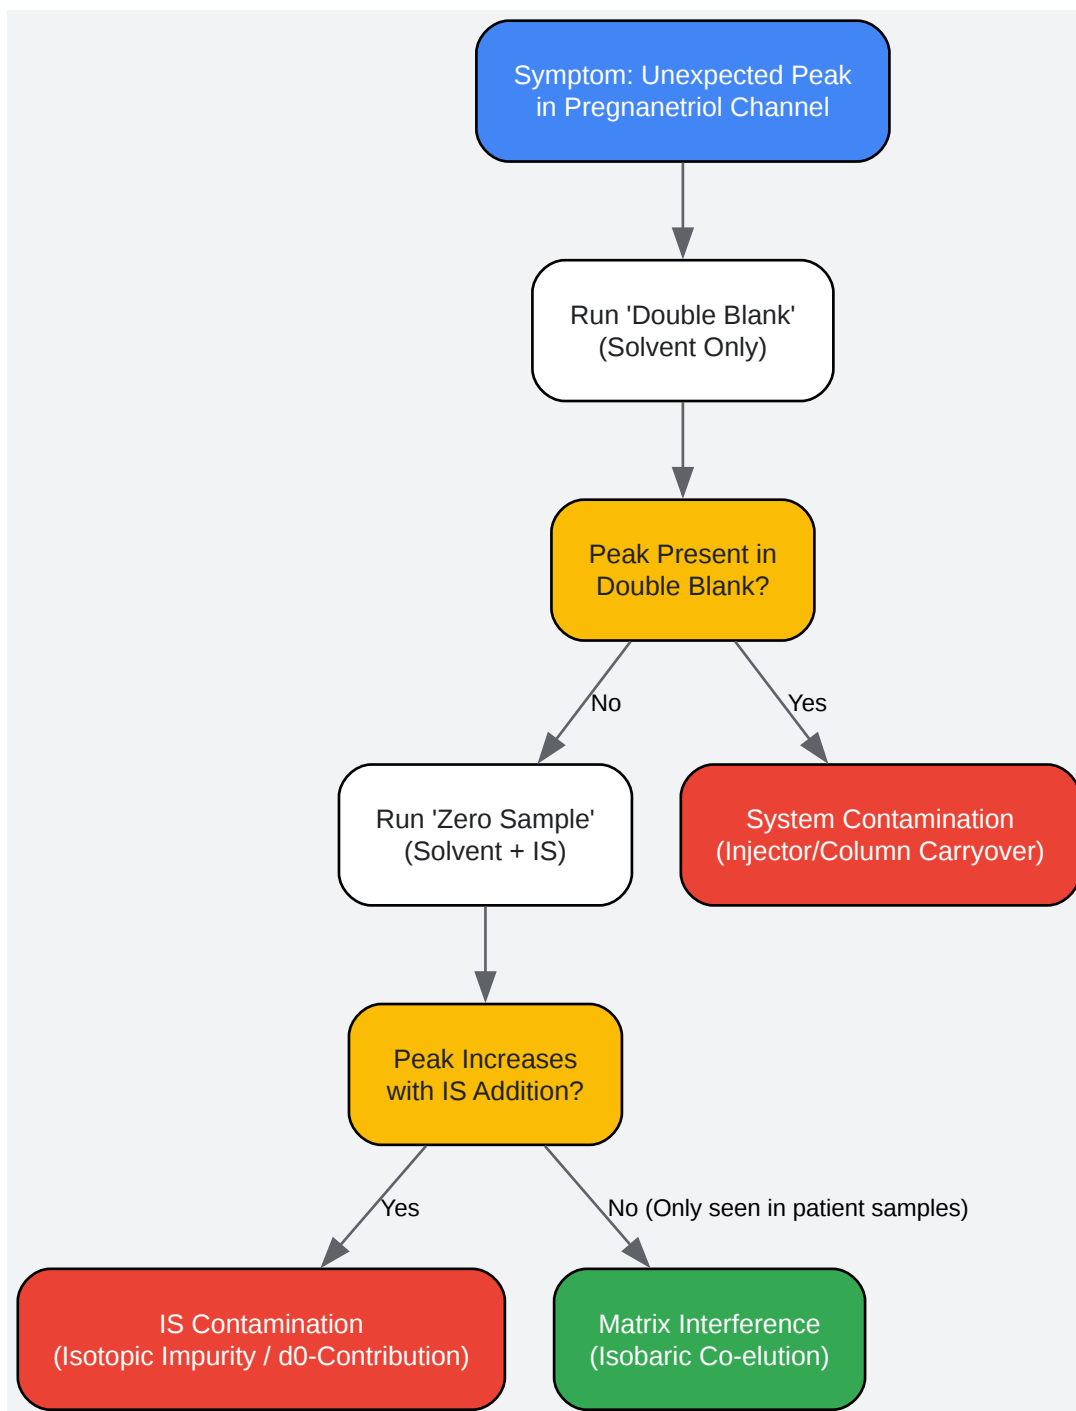 Symptom: Unexpected Peak
in Pregnanetriol Channel
Run 'Double Blank'
(Solvent Only)
Peak Present in
Double Blank?
No
Yes
Run 'Zero Sample'
(Solvent + IS)
System Contamination
(Injector/Column Carryover)
Peak Increases
with IS Addition?
Yes
No (Only seen in patient samples)
IS Contamination
(Isotopic Impurity / d0-Contribution)
Matrix Interference
(Isobaric Co-elution)